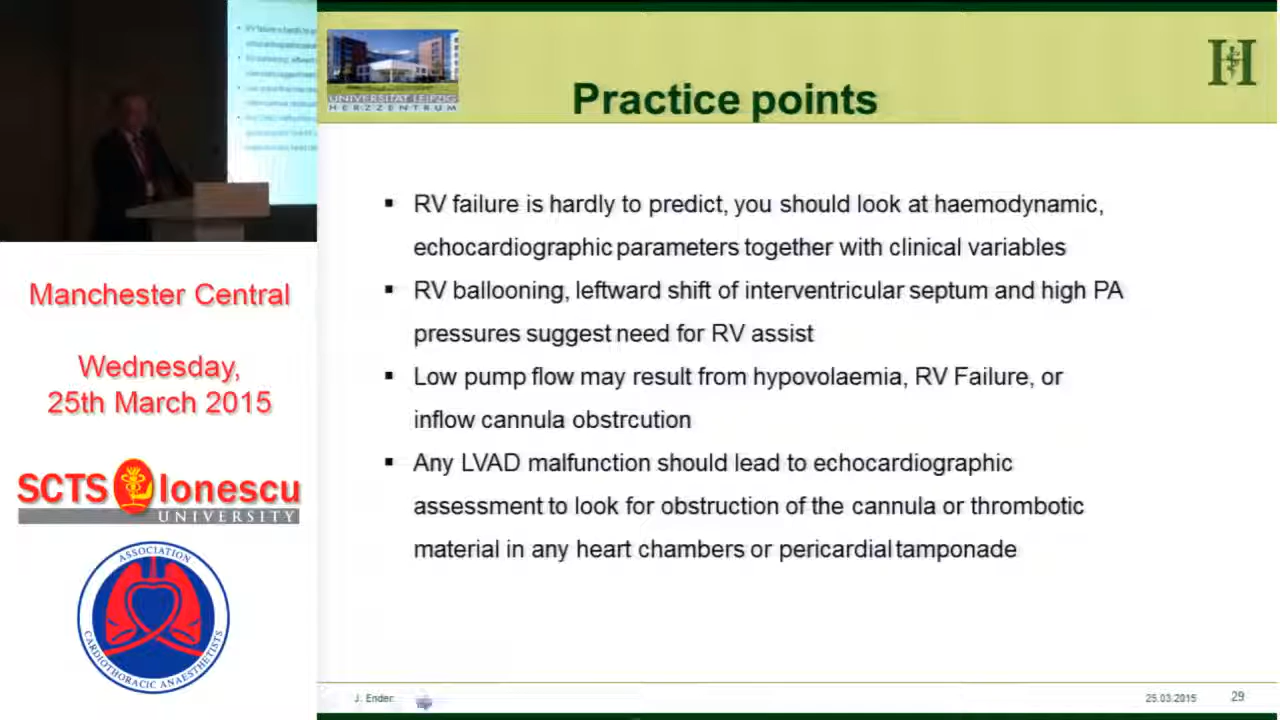 UNIVERSITÄT LEIPZIG
HERZZENTRUM
Practice points
H
▪ RV failure is hardly to predict, you should look at haemodynamic,
echocardiographic parameters together with clinical variables
▪ RV ballooning, leftward shift of interventricular septum and high PA
pressures suggest need for RV assist
▪ Low pump flow may result from hypovolaemia, RV Failure, or
inflow cannula obstrcution
▪ Any LVAD malfunction should lead to echocardiographic
assessment to look for obstruction of the cannula or thrombotic
material in any heart chambers or pericardial tamponade
Manchester Central
Wednesday,
25th March 2015
SCTS Ionescu
UNIVERSITY
ASSOCIATION
CARDIOTHORACIC ANAESTHETISTS
J. Ender
25.03.2015
29